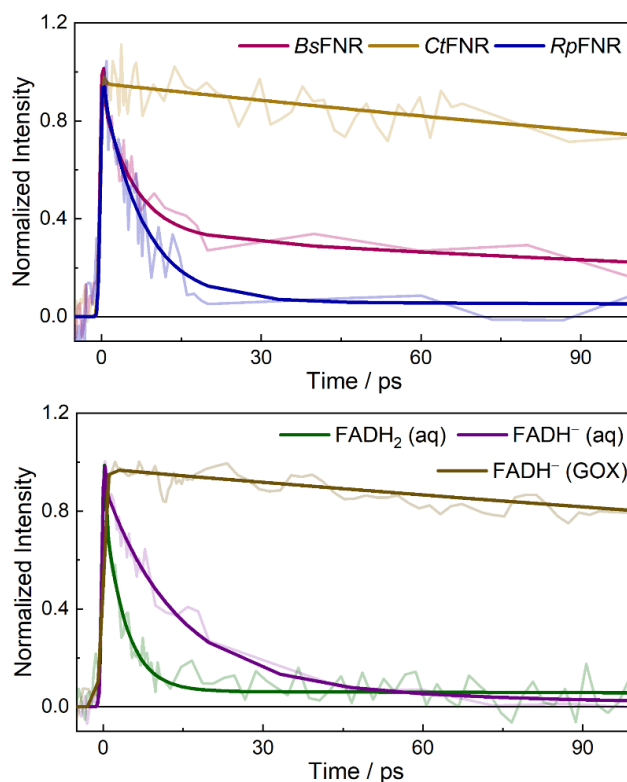 BsFNR CtFNR RpFNR
Normalized Intensity
1.2
0.8
0.4
0.0
0 30 60 90
Time / ps
FADH₂ (aq) FADH⁻ (aq)
FADH⁻ (GOX)
Normalized Intensity
1.2
0.8
0.4
0.0
0 30 60 90
Time / ps